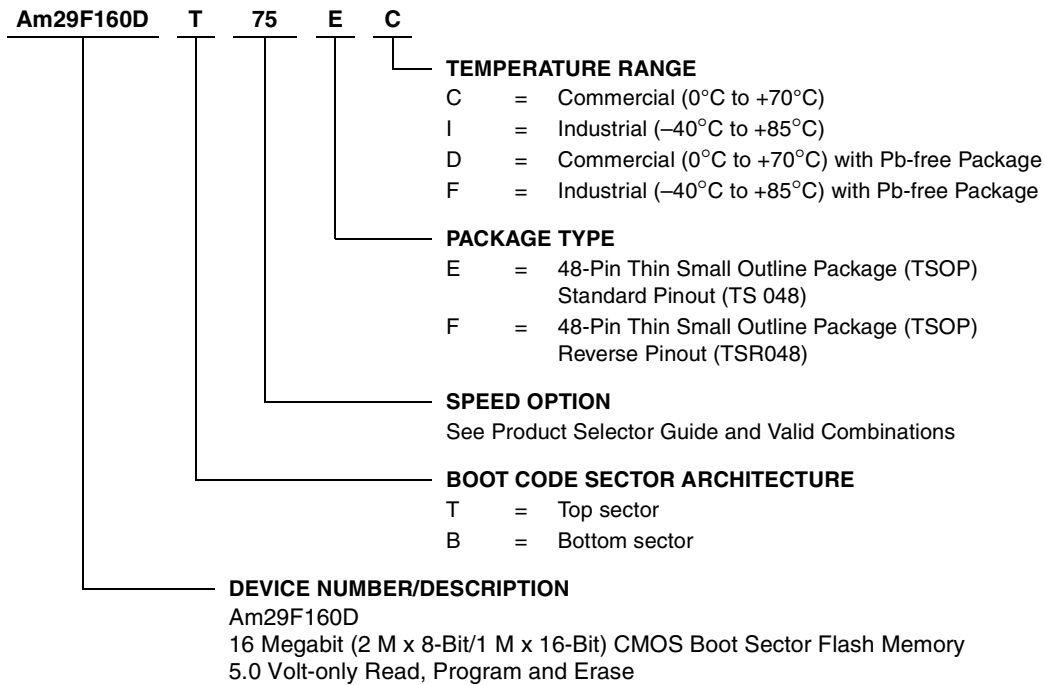 Am29F160D T 75 E C
TEMPERATURE RANGE
C = Commercial (0°C to +70°C)
I = Industrial (–40°C to +85°C)
D = Commercial (0°C to +70°C) with Pb-free Package
F = Industrial (–40°C to +85°C) with Pb-free Package
PACKAGE TYPE
E = 48-Pin Thin Small Outline Package (TSOP)
Standard Pinout (TS 048)
F = 48-Pin Thin Small Outline Package (TSOP)
Reverse Pinout (TSR048)
SPEED OPTION
See Product Selector Guide and Valid Combinations
BOOT CODE SECTOR ARCHITECTURE
T = Top sector
B = Bottom sector
DEVICE NUMBER/DESCRIPTION
Am29F160D
16 Megabit (2 M x 8-Bit/1 M x 16-Bit) CMOS Boot Sector Flash Memory
5.0 Volt-only Read, Program and Erase